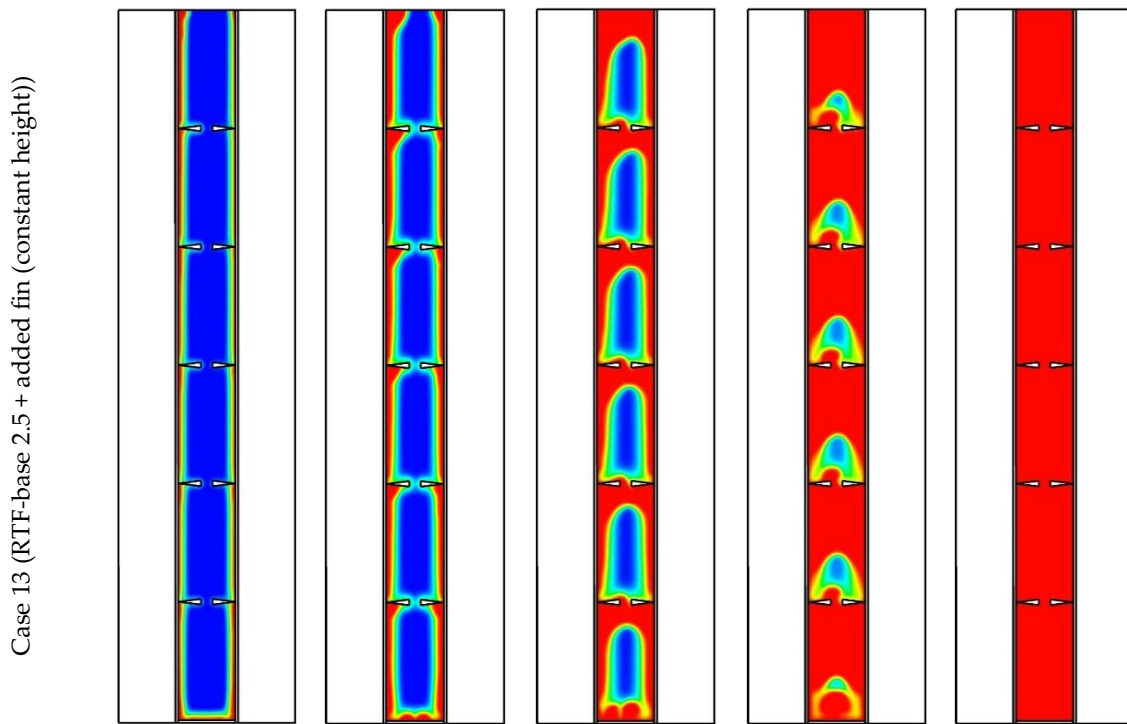 Case 13 (RTF-base 2.5 + added fin (constant height))